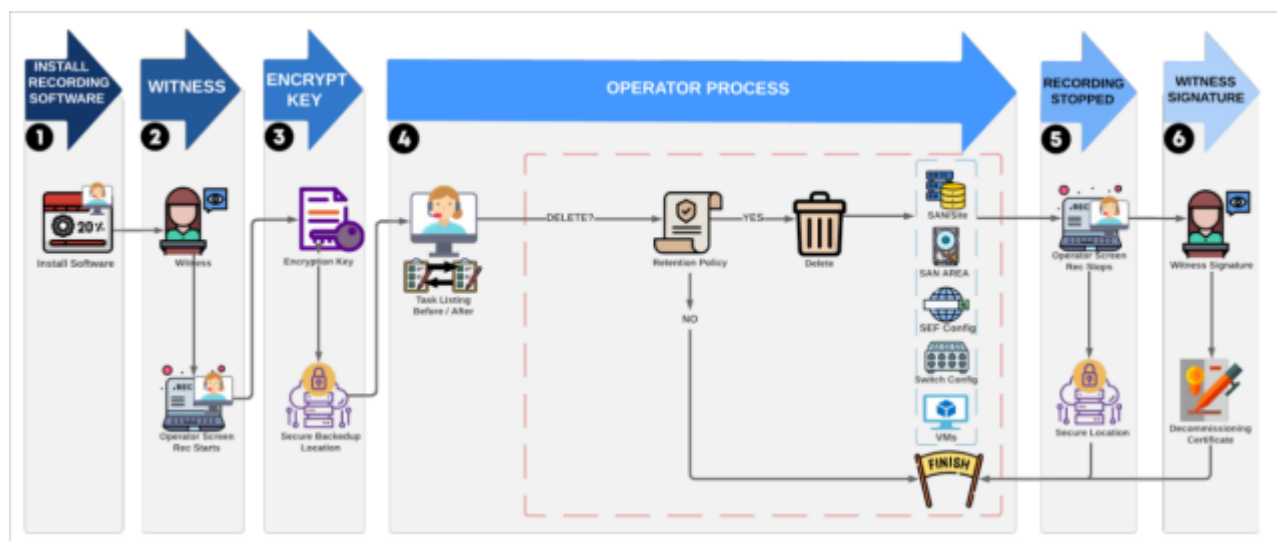 INSTALL
RECORDING
SOFTWARE
1
WITNESS
2
ENCRYPT
KEY
3
OPERATOR PROCESS
4
RECORDING
STOPPED
5
WITNESS
SIGNATURE
6
20%
Install Software
Witness
.REC
Operator Screen
Rec Starts
Encryption Key
Secure Backedup
Location
Task Listing
Before / After
DELETE?
Retention Policy
YES
NO
Delete
SAN/Site
SAN AREA
SEF Config
Switch Config
VMs
FINISH
.REC
Operator Screen
Rec Stops
Secure Location
Witness Signature
Decommissioning
Certificate